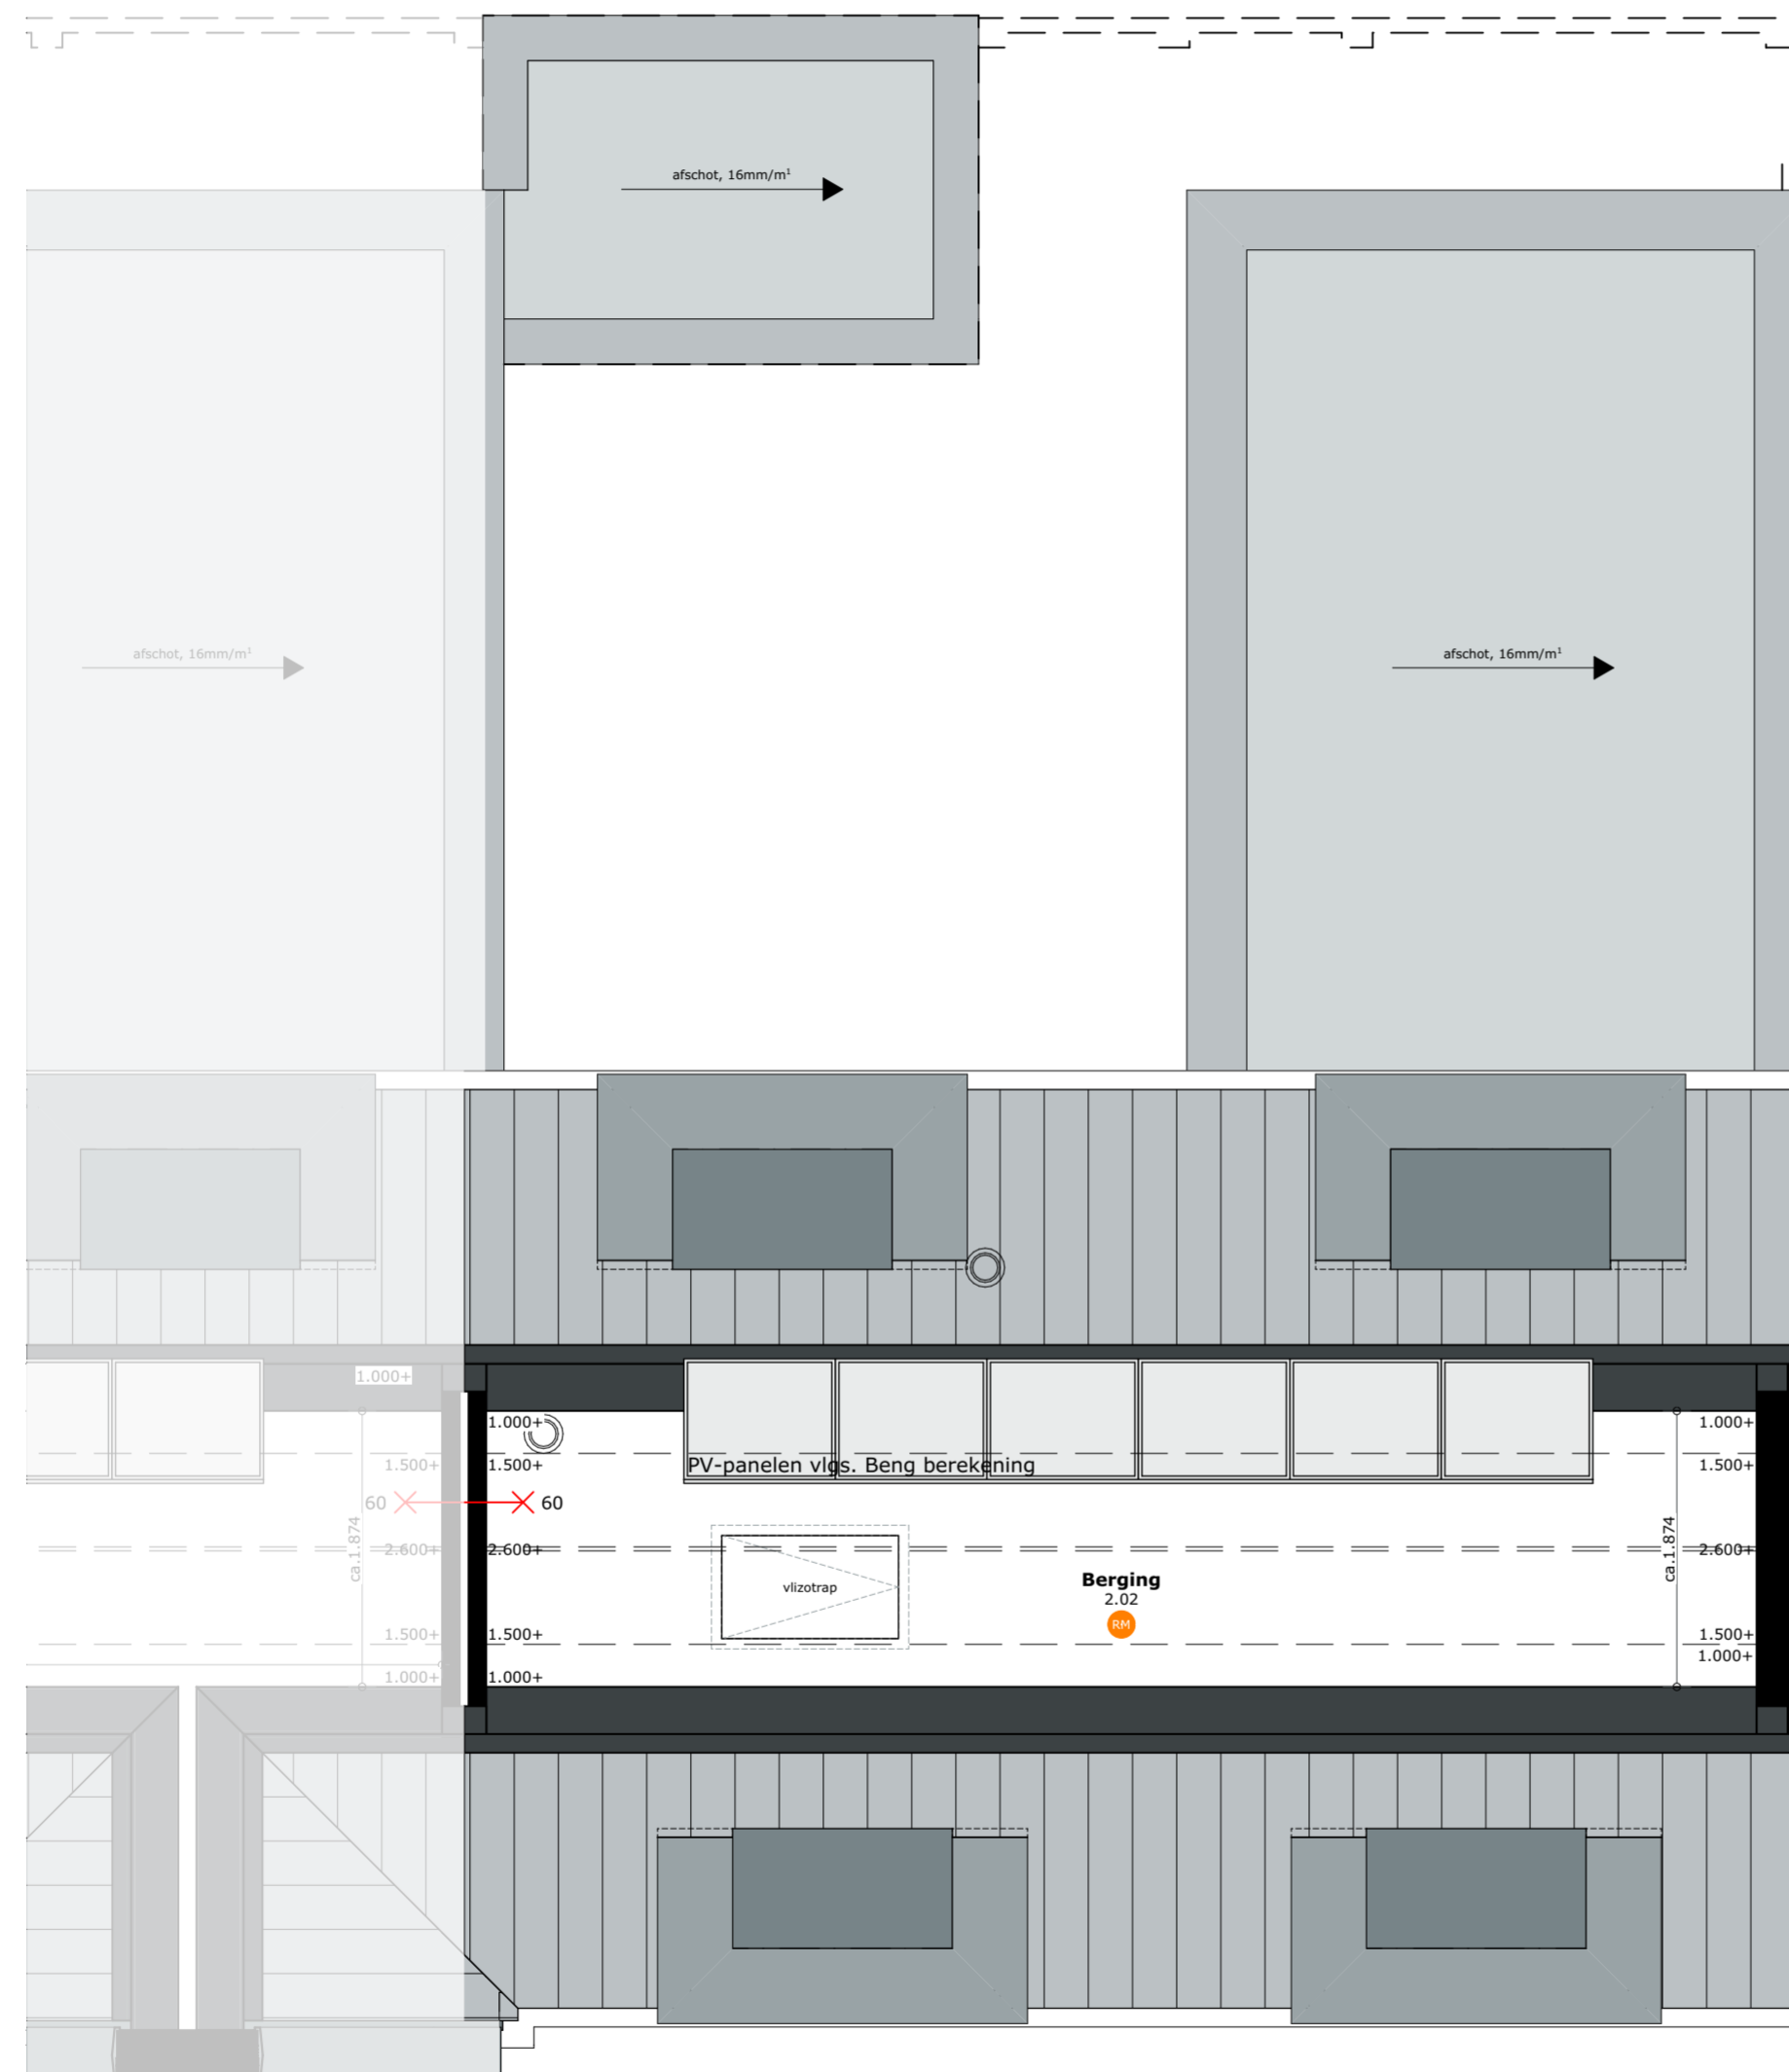 afschot, 16mm/m¹
afschot, 16mm/m¹
afschot, 16mm/m¹
1.000+
1.000+
1.000+
1.500+
1.500+
PV-panelen vlgs. Beng berekening
1.500+
60
60
ca.1.874
2.600+
2.600+
ca.1.874
2.600+
vlizotrap
Berging
2.02
RM
1.500+
1.500+
1.500+
1.000+
1.000+
1.000+